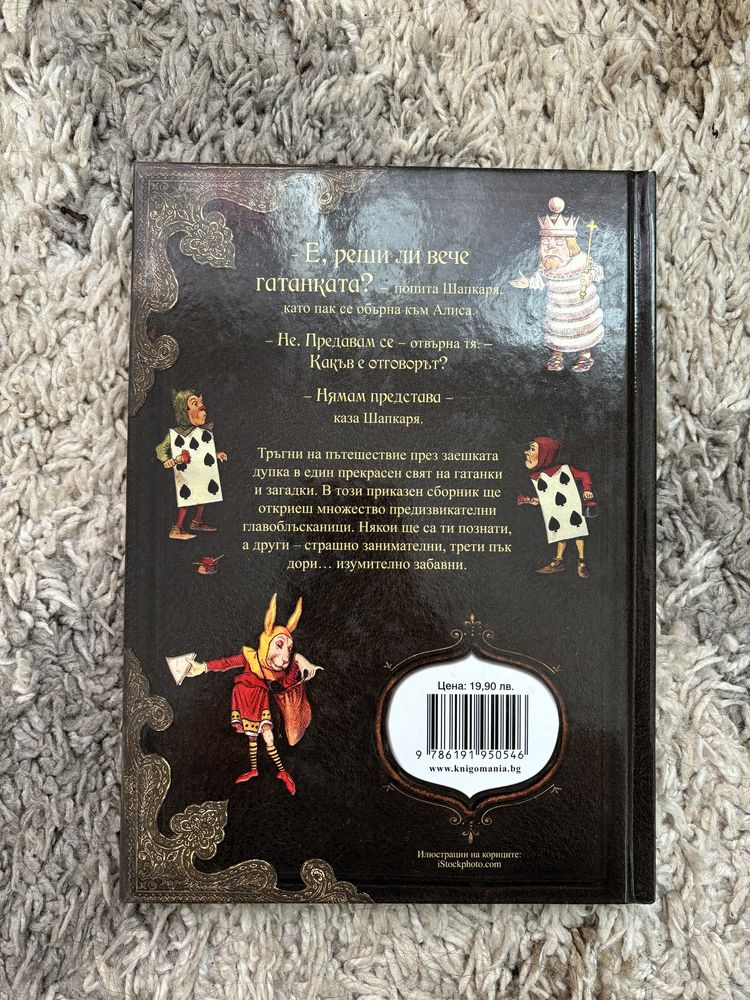 – Е, реши ли вече
гатанката? – попита Шапкаря,
като пак се обърна към Алиса.
– Не. Предавам се – отвърна тя. –
Какъв е отговорът?
– Нямам представа –
каза Шапкаря.
Тръгни на пътешествие през заешката
дупка в един прекрасен свят на гатанки
и загадки. В този приказен сборник ще
откриеш множество предизвикателни
главоблъсканици. Някои ще са ти познати,
а други – страшно занимателни, трети пък
дори... изумително забавни.
Цена: 19,90 лв.
9 786191 950546
www.knigomania.bg
Илюстрации на кориците:
iStockphoto.com